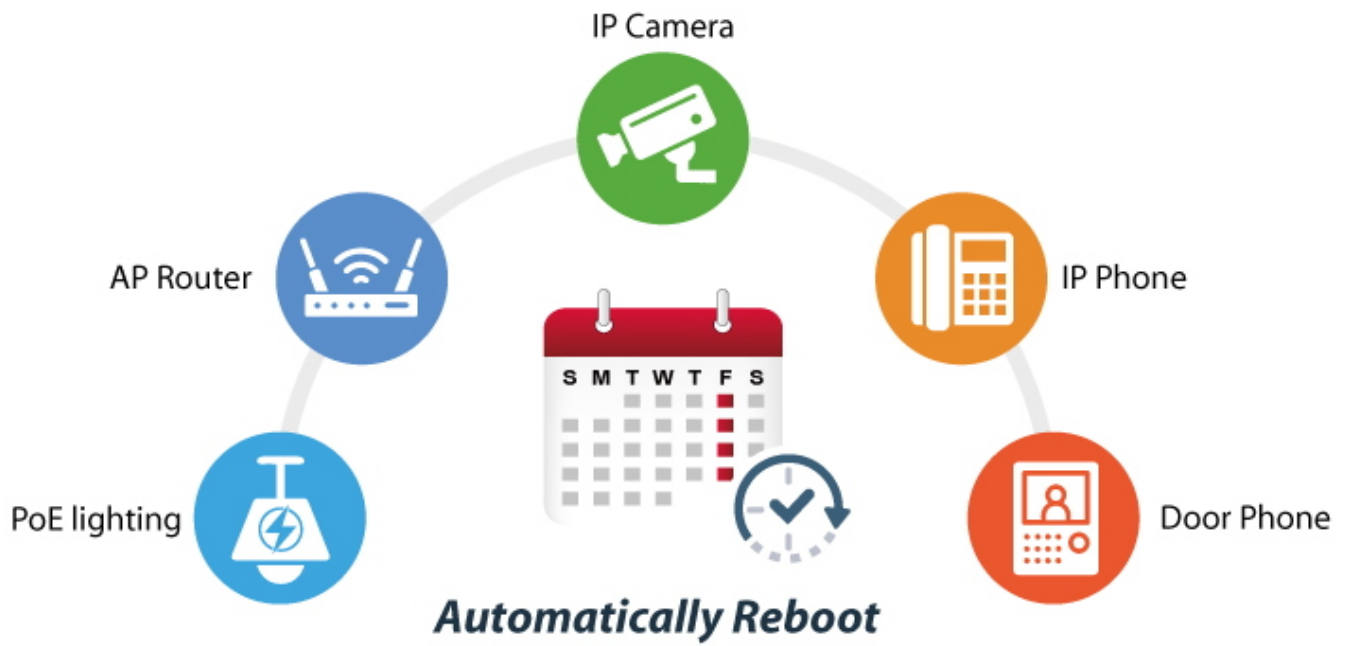 IP Camera
AP Router
IP Phone
S M T W T F S
PoE lighting
Door Phone
Automatically Reboot